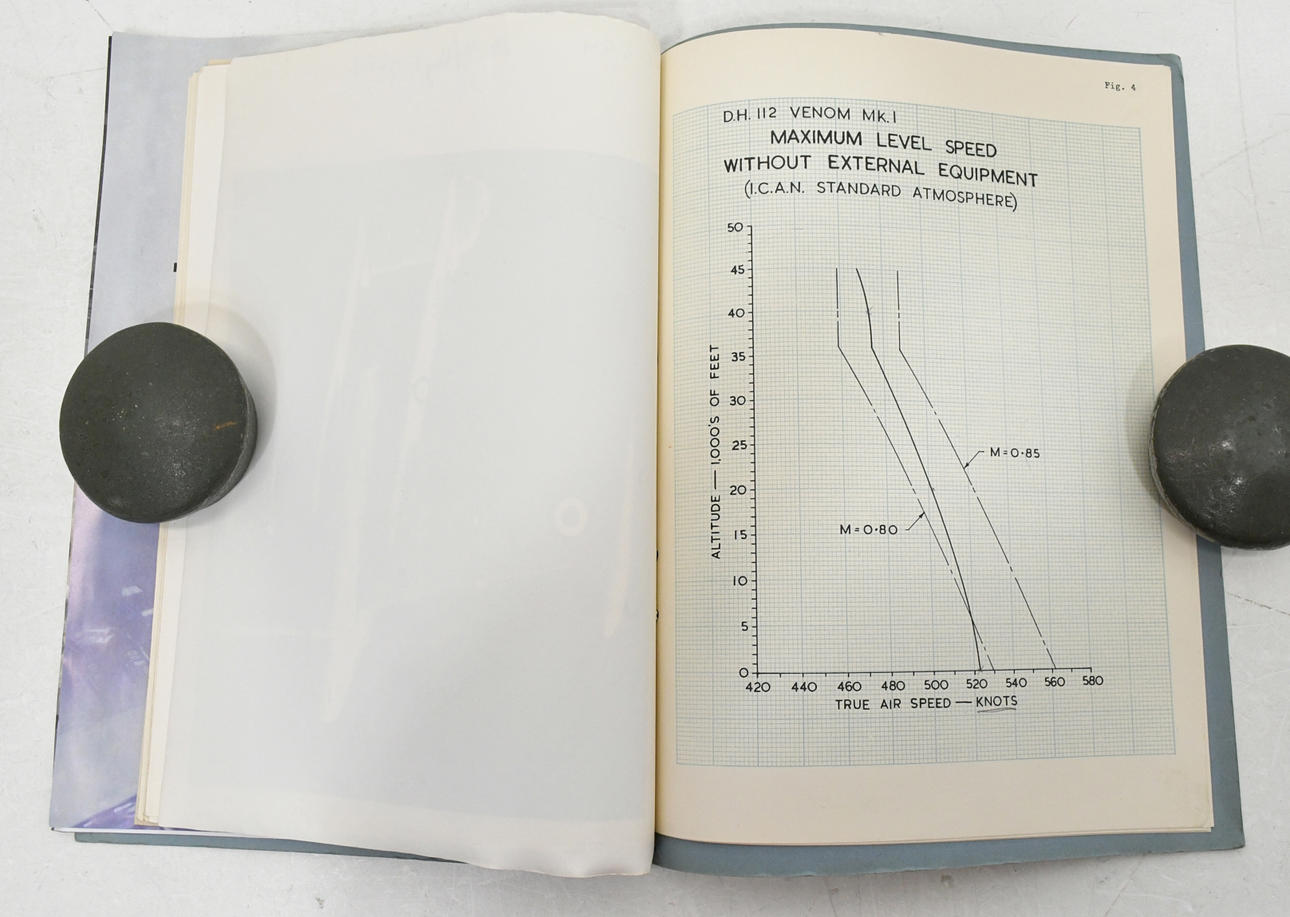 Fig. 4
D.H. 112 VENOM MK.1
MAXIMUM LEVEL SPEED
WITHOUT EXTERNAL EQUIPMENT
(I.C.A.N. STANDARD ATMOSPHERE)
50
45
40
35
30
25
20
15
10
5
0
ALTITUDE — 1,000'S OF FEET
M=0·85
M=0·80
420 440 460 480 500 520 540 560 580
TRUE AIR SPEED — KNOTS